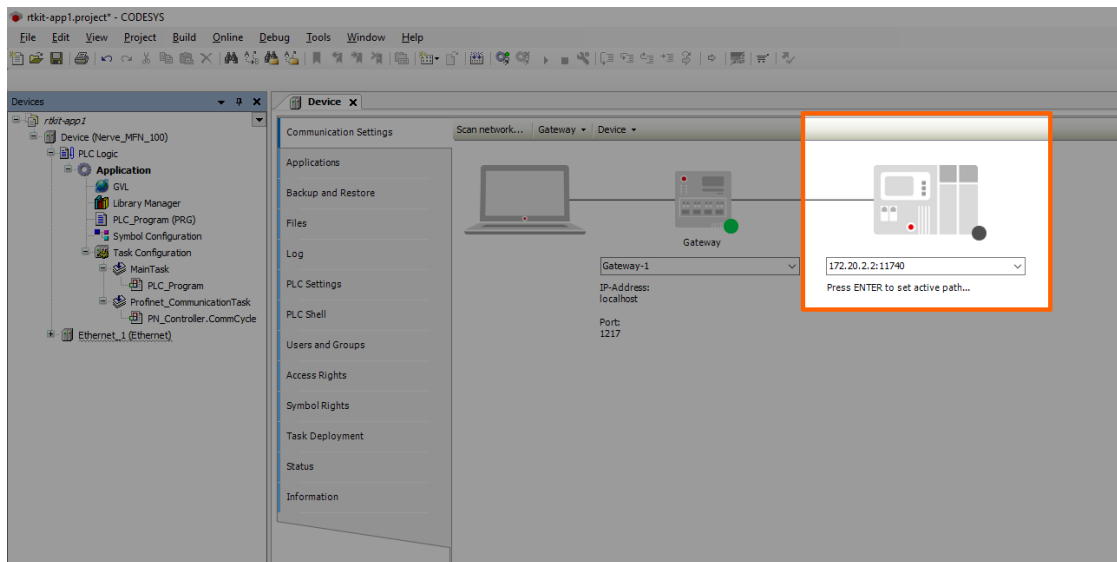 rtkit-app1.project* - CODESYS
File Edit View Project Build Online Debug Tools Window Help
Devices
Device
rtkit-app1
Device (Nerve_MFN_100)
PLC Logic
Application
GVL
Library Manager
PLC_Program (PRG)
Symbol Configuration
Task Configuration
MainTask
PLC_Program
Profinet_CommunicationTask
PN_Controller.CommCycle
Ethernet_1 (Ethernet)
Communication Settings
Applications
Backup and Restore
Files
Log
PLC Settings
PLC Shell
Users and Groups
Access Rights
Symbol Rights
Task Deployment
Status
Information
Scan network... Gateway Device
Gateway
Gateway-1
IP-Address:
localhost
Port:
1217
172.20.2.2:11740
Press ENTER to set active path...